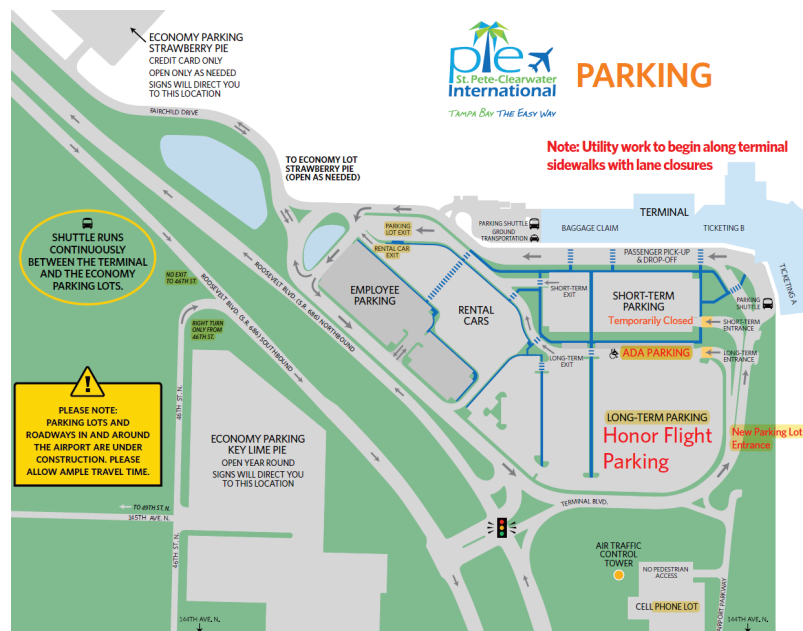 ECONOMY PARKING
STRAWBERRY PIE
CREDIT CARD ONLY
OPEN ONLY AS NEEDED
SIGNS WILL DIRECT YOU
TO THIS LOCATION
pie
St. Pete-Clearwater
International
TAMPA BAY THE EASY WAY
PARKING
FAIRCHILD DRIVE
Note: Utility work to begin along terminal
sidewalks with lane closures
TO ECONOMY LOT
STRAWBERRY PIE
(OPEN AS NEEDED)
SHUTTLE RUNS
CONTINUOUSLY
BETWEEN THE TERMINAL
AND THE ECONOMY
PARKING LOTS.
PARKING
LOT EXIT
RENTAL CAR
EXIT
PARKING SHUTTLE
GROUND
TRANSPORTATION
BAGGAGE CLAIM
TERMINAL
TICKETING B
PASSENGER PICK-UP
& DROP-OFF
TICKETING A
NO EXIT
TO 46TH ST.
ROOSEVELT BLVD. (S.R. 686) NORTHBOUND
ROOSEVELT BLVD. (S.R. 686) SOUTHBOUND
EMPLOYEE
PARKING
RENTAL
CARS
SHORT-TERM
EXIT
SHORT-TERM
PARKING
Temporarily Closed
PARKING
SHUTTLE
SHORT-TERM
ENTRANCE
RIGHT TURN
ONLY FROM
46TH ST.
LONG-TERM
EXIT
ADA PARKING
LONG-TERM
ENTRANCE
PLEASE NOTE:
PARKING LOTS AND
ROADWAYS IN AND AROUND
THE AIRPORT ARE UNDER
CONSTRUCTION. PLEASE
ALLOW AMPLE TRAVEL TIME.
46TH ST. N.
ECONOMY PARKING
KEY LIME PIE
OPEN YEAR ROUND
SIGNS WILL DIRECT YOU
TO THIS LOCATION
LONG-TERM PARKING
Honor Flight
Parking
New Parking Lot
Entrance
TERMINAL BLVD.
TO 49TH ST. N.
145TH AVE. N.
46TH ST. N.
AIR TRAFFIC
CONTROL
TOWER
NO PEDESTRIAN
ACCESS
CELL PHONE LOT
AIRPORT PARKWAY
144TH AVE. N.
144TH AVE. N.